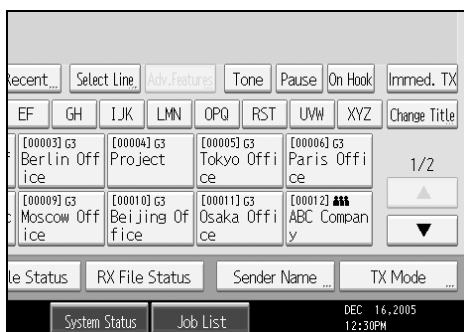 Recent... Select Line... Adv.Features Tone Pause On Hook Immed. TX
EF GH IJK LMN OPQ RST UVW XYZ Change Title
[00003] G3 [00004] G3 [00005] G3 [00006] G3
Berlin Off Project Tokyo Offi Paris Offi 1/2
ice ce ce
[00009] G3 [00010] G3 [00011] G3 [00012]
Moscow Off Beijing Of Osaka Offi ABC Compan
ice fice ce y
le Status RX File Status Sender Name ... TX Mode ...
System Status Job List DEC 16,2005
12:30PM